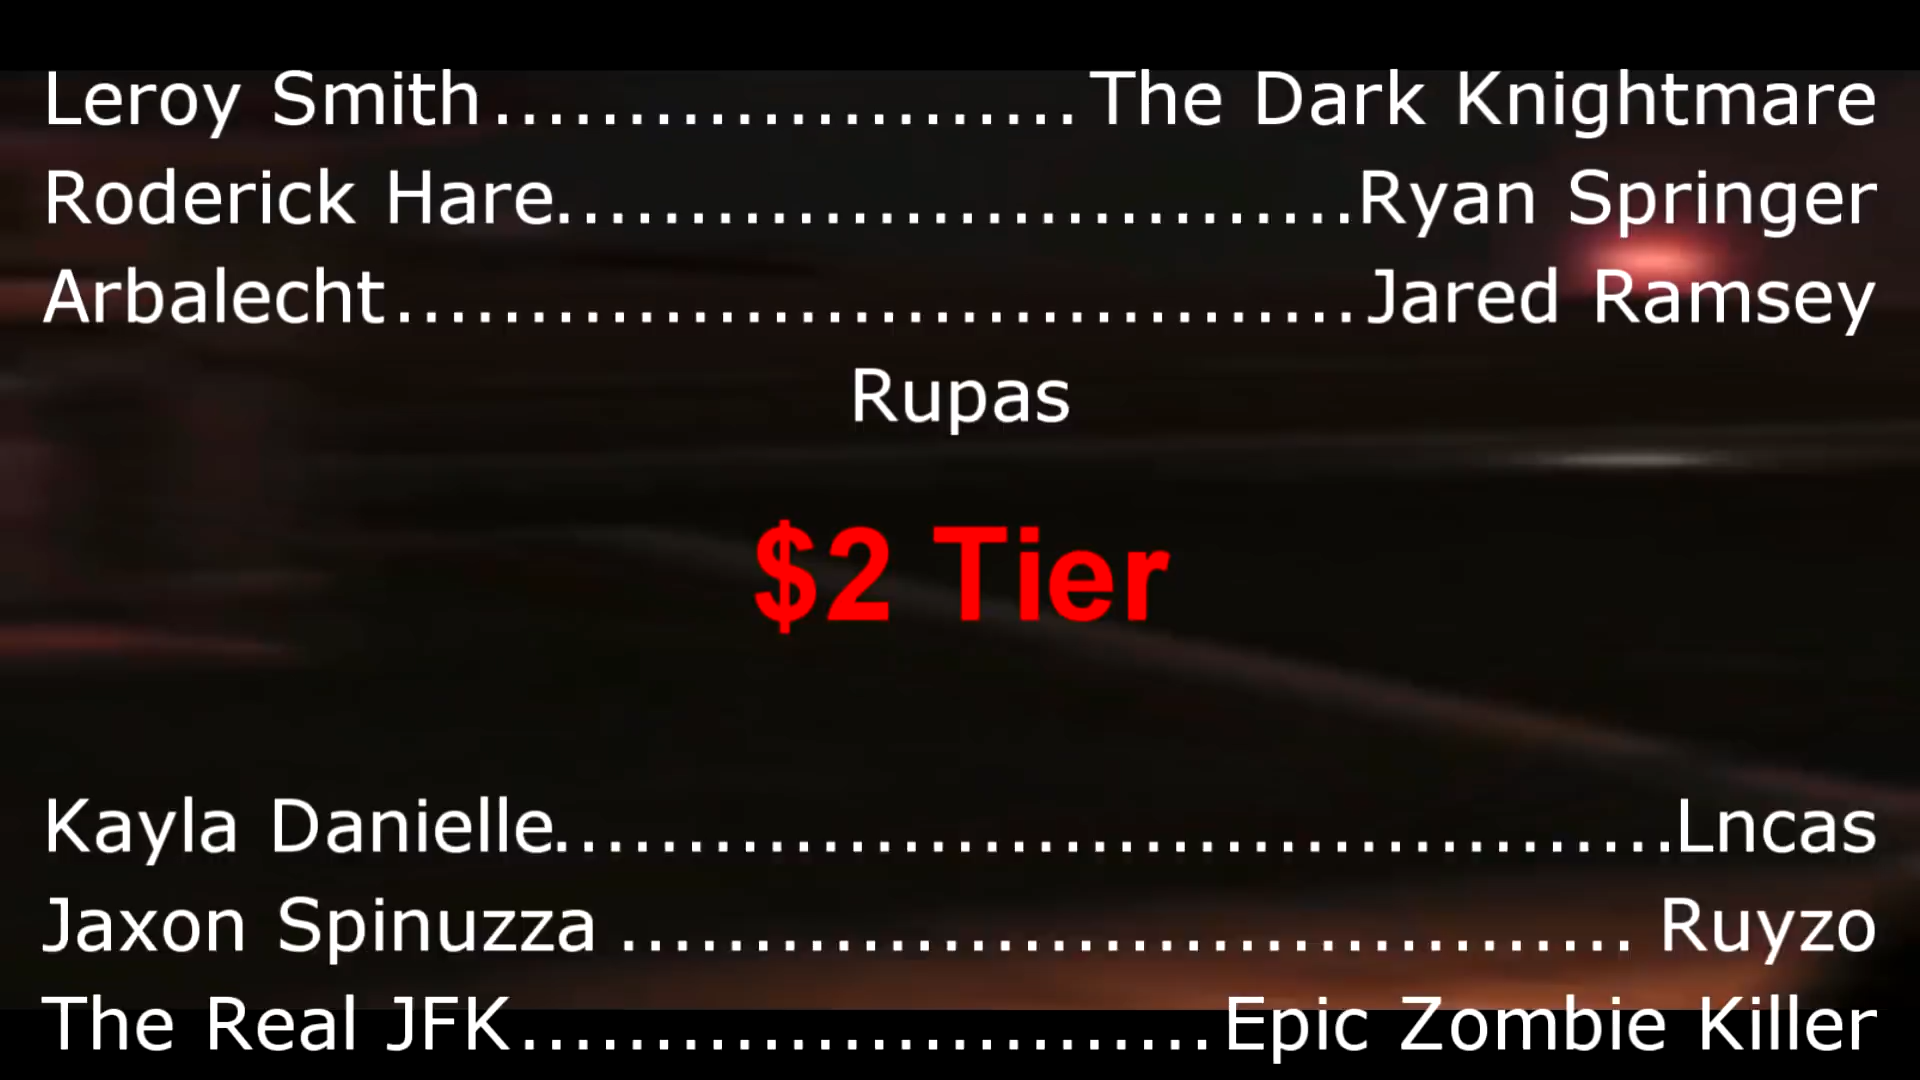 Leroy Smith......................The Dark Knightmare
Roderick Hare..............................Ryan Springer
Arbalecht....................................Jared Ramsey
Rupas
$2 Tier
Kayla Danielle..........................................Lncas
Jaxon Spinuzza ...................................... Ruyzo
The Real JFK..........................Epic Zombie Killer